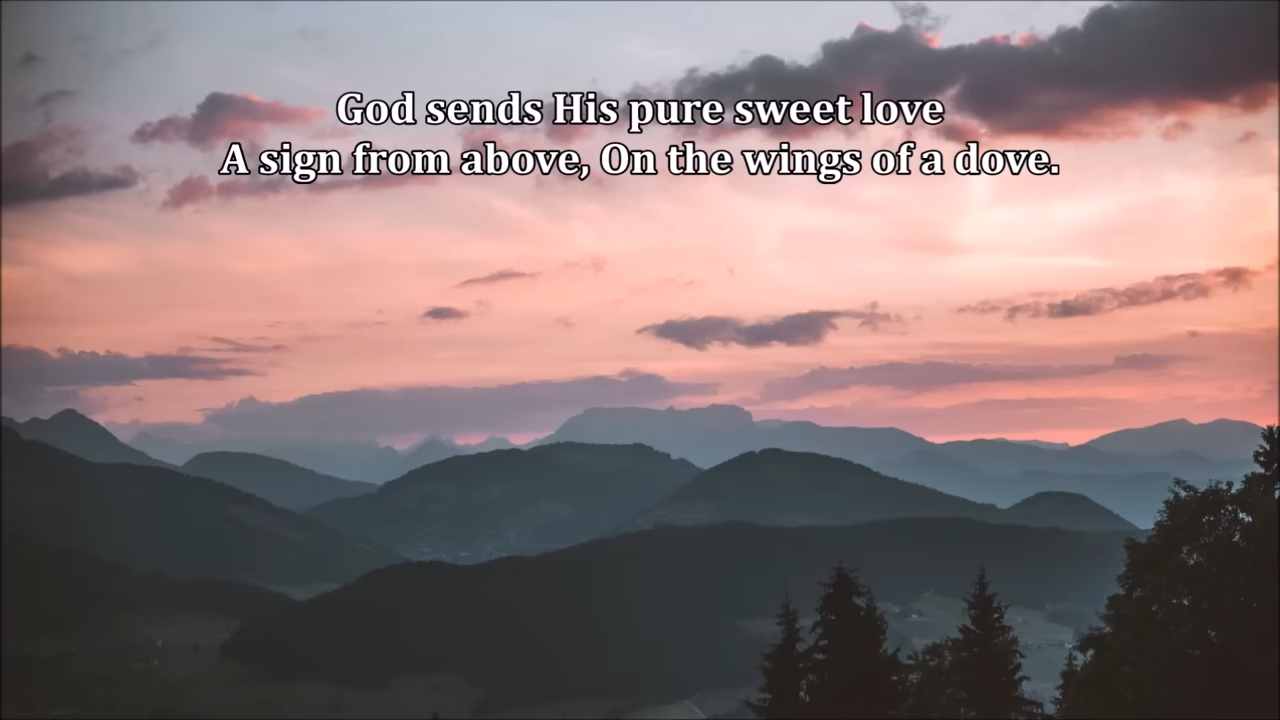 God sends His pure sweet love
A sign from above, On the wings of a dove.